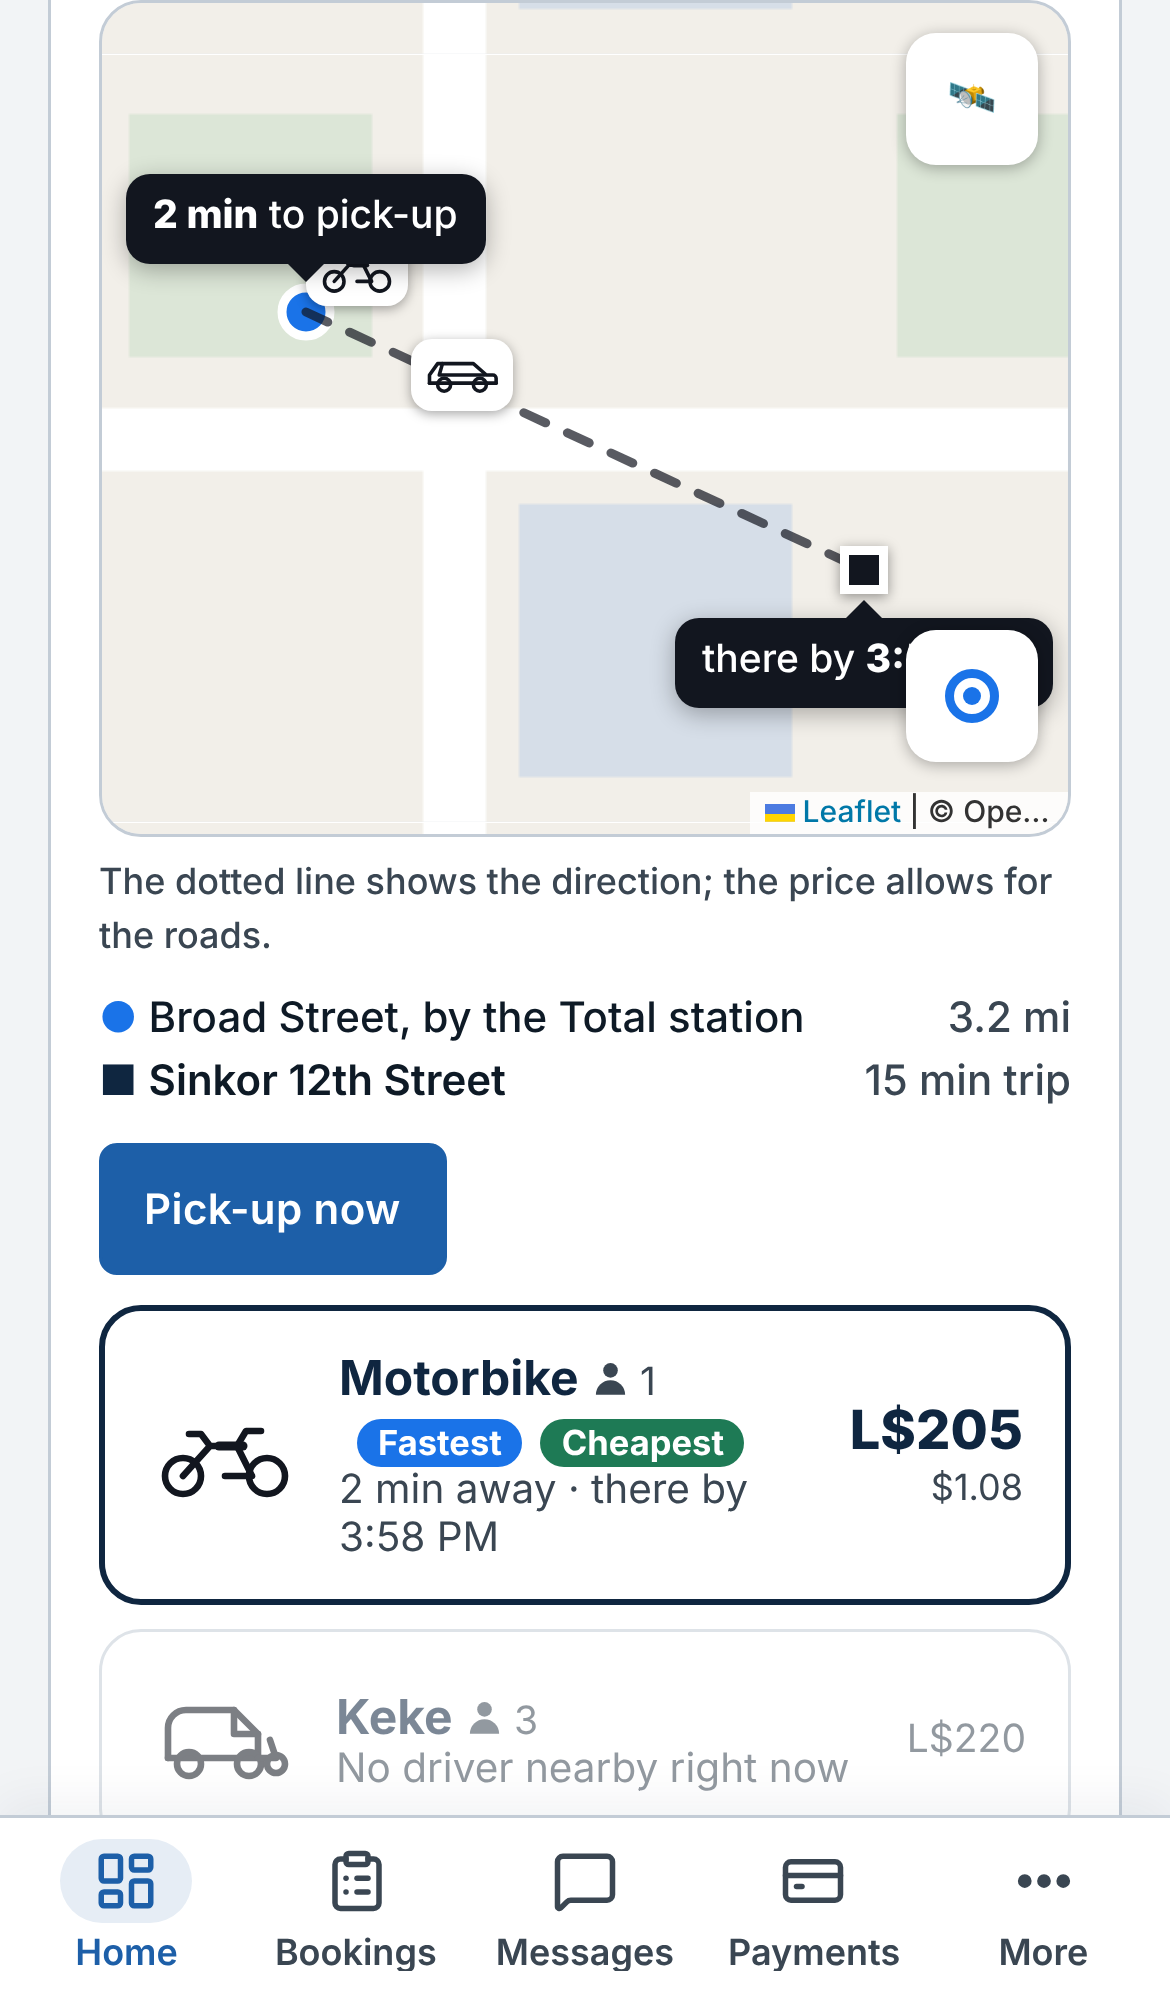 2 min to pick-up
there by 3:
Leaflet | © Ope...
The dotted line shows the direction; the price allows for
the roads.
Broad Street, by the Total station 3.2 mi
Sinkor 12th Street 15 min trip
Pick-up now
Motorbike 1
Fastest Cheapest
L$205
2 min away · there by
$1.08
3:58 PM
Keke 3
L$220
No driver nearby right now
Home Bookings Messages Payments More